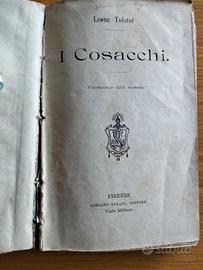 Leone Tolstoi
I Cosacchi.
Versione dal russo.
FIRENZE
ADRIANO SALANI, EDITORE
Viale Militare.